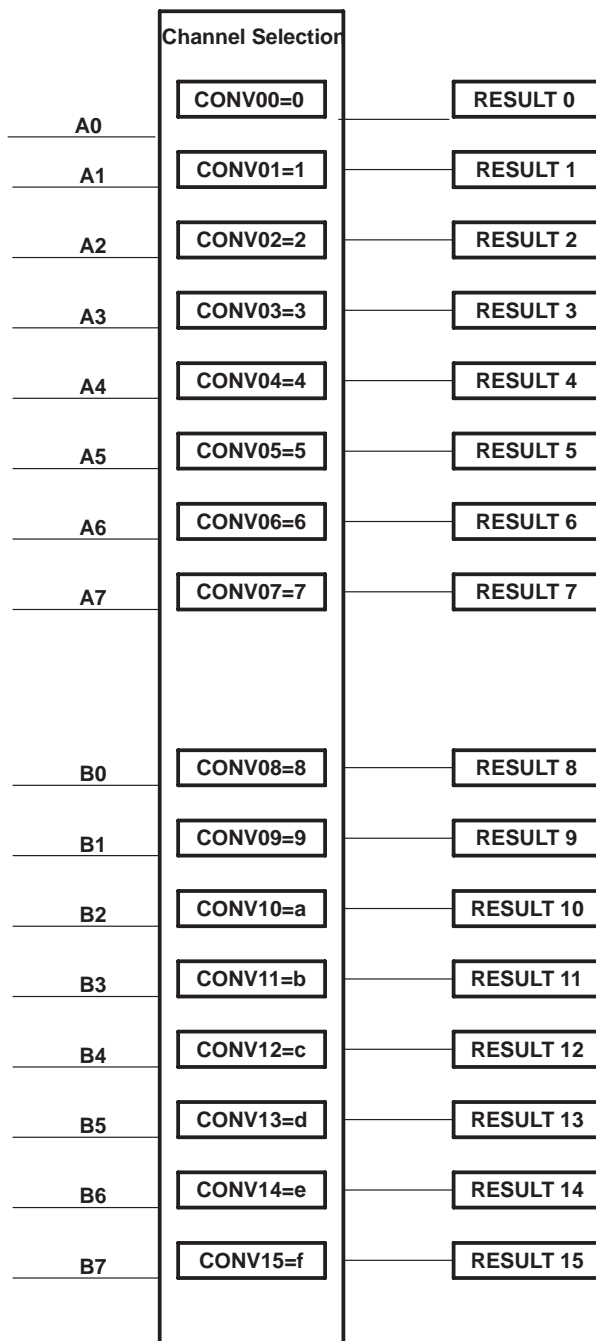 Channel Selection
CONV00=0 RESULT 0
A0
CONV01=1 RESULT 1
A1
CONV02=2 RESULT 2
A2
CONV03=3 RESULT 3
A3
CONV04=4 RESULT 4
A4
CONV05=5 RESULT 5
A5
CONV06=6 RESULT 6
A6
CONV07=7 RESULT 7
A7
CONV08=8 RESULT 8
B0
CONV09=9 RESULT 9
B1
CONV10=a RESULT 10
B2
CONV11=b RESULT 11
B3
CONV12=c RESULT 12
B4
CONV13=d RESULT 13
B5
CONV14=e RESULT 14
B6
CONV15=f RESULT 15
B7